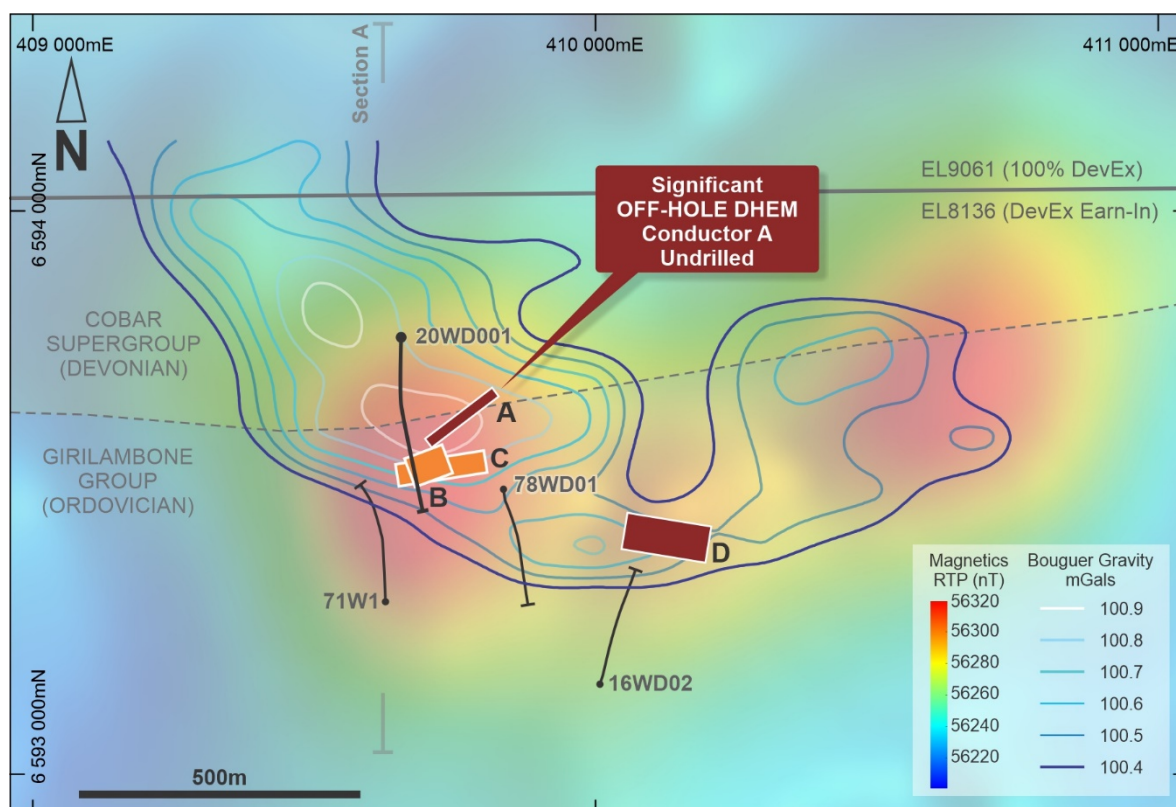 409 000mE
410 000mE
411 000mE
Section A
N
6 594 000mN
EL9061 (100% DevEx)
EL8136 (DevEx Earn-In)
Significant
OFF-HOLE DHEM
Conductor A
Undrilled
COBAR
SUPERGROUP
(DEVONIAN)
20WD001
A
GIRILAMBONE
GROUP
(ORDOVICIAN)
C
B
78WD01
D
71W1
16WD02
6 593 000mN
500m
Magnetics
RTP (nT)
56320
56300
56280
56260
56240
56220
Bouguer Gravity
mGals
100.9
100.8
100.7
100.6
100.5
100.4